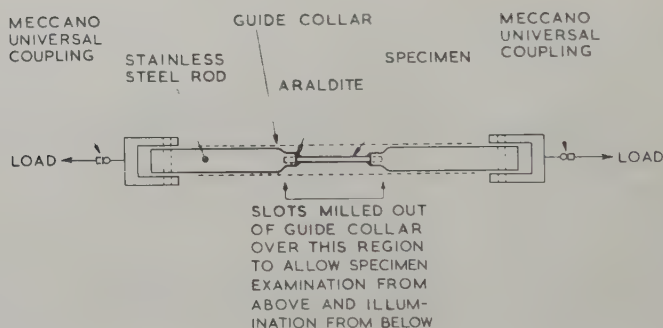 MECCANO
UNIVERSAL
COUPLING
STAINLESS
STEEL ROD
GUIDE COLLAR
ARALDITE
SPECIMEN
MECCANO
UNIVERSAL
COUPLING
LOAD
LOAD
SLOTS MILLED OUT
OF GUIDE COLLAR
OVER THIS REGION
TO ALLOW SPECIMEN
EXAMINATION FROM
ABOVE AND ILLUM-
INATION FROM BELOW